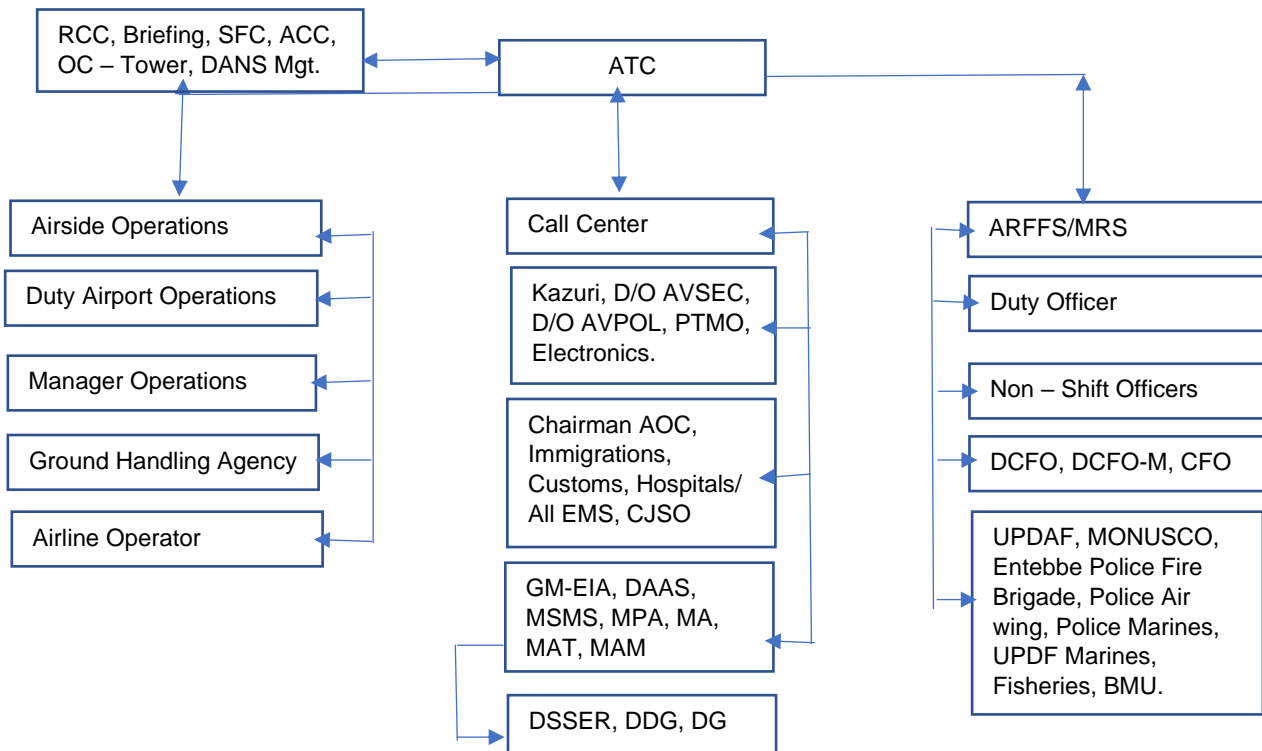 RCC, Briefing, SFC, ACC,
OC – Tower, DANS Mgt.
ATC
Airside Operations
Duty Airport Operations
Manager Operations
Ground Handling Agency
Airline Operator
Call Center
Kazuri, D/O AVSEC,
D/O AVPOL, PTMO,
Electronics.
Chairman AOC,
Immigrations,
Customs, Hospitals/
All EMS, CJSO
GM-EIA, DAAS,
MSMS, MPA, MA,
MAT, MAM
DSSER, DDG, DG
ARFFS/MRS
Duty Officer
Non – Shift Officers
DCFO, DCFO-M, CFO
UPDAF, MONUSCO,
Entebbe Police Fire
Brigade, Police Air
wing, Police Marines,
UPDF Marines,
Fisheries, BMU.